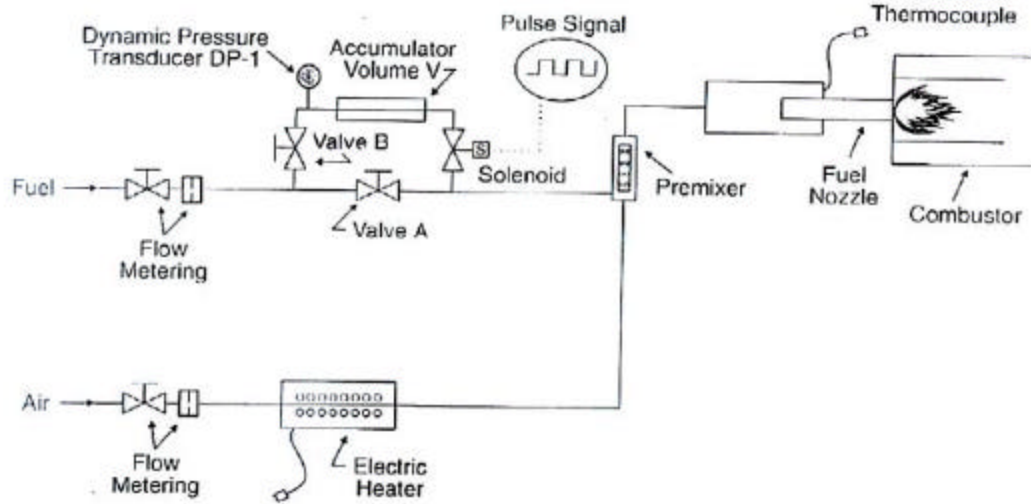 Pulse Signal
Thermocouple
Dynamic Pressure
Transducer DP-1
Accumulator
Volume V
Valve B
S
Solenoid
Fuel
Premixer
Fuel
Nozzle
Combustor
Valve A
Flow
Metering
Air
Flow
Metering
Electric
Heater